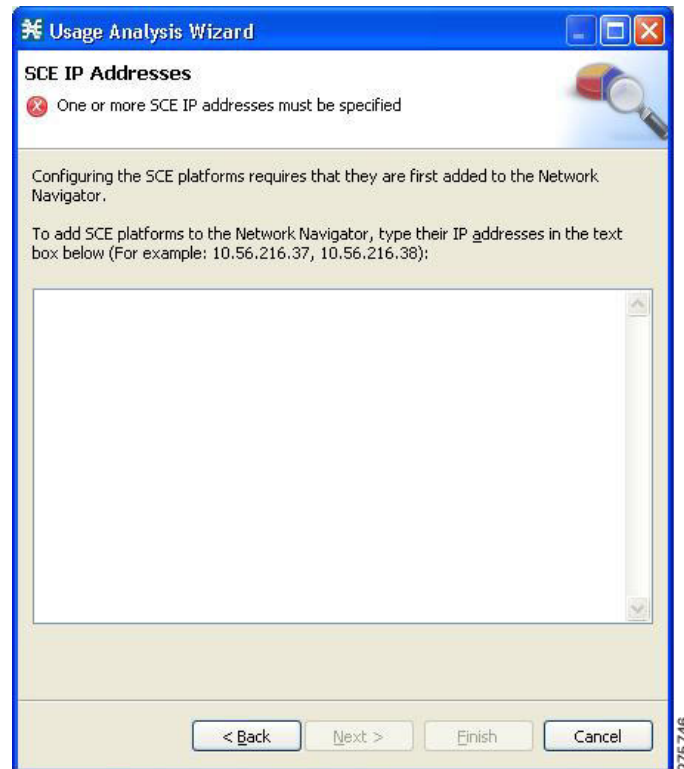 Usage Analysis Wizard
SCE IP Addresses
One or more SCE IP addresses must be specified
Configuring the SCE platforms requires that they are first added to the Network
Navigator.
To add SCE platforms to the Network Navigator, type their IP addresses in the text
box below (For example: 10.56.216.37, 10.56.216.38):
< Back
Next >
Finish
Cancel